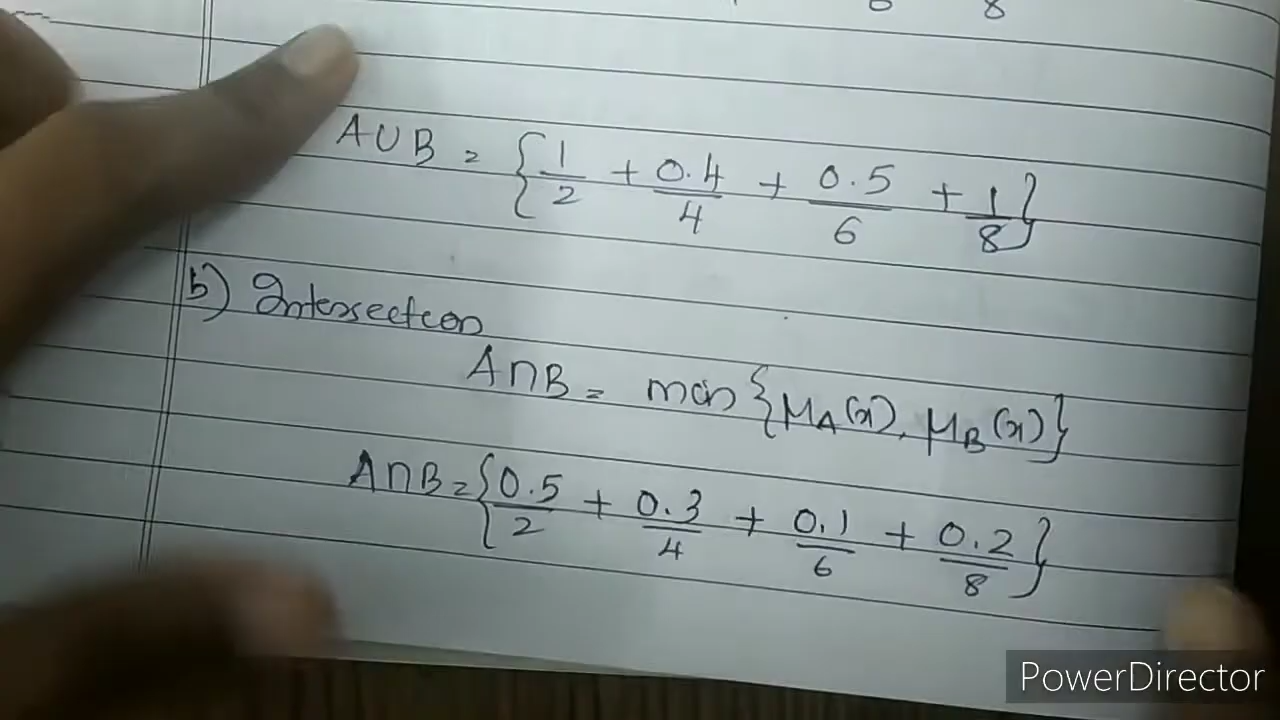 8
A∪B = {1/2 + 0.4/4 + 0.5/6 + 1/8}
b) Intersection
A∩B = min {μA(x), μB(x)}
A∩B = {0.5/2 + 0.3/4 + 0.1/6 + 0.2/8}
PowerDirector